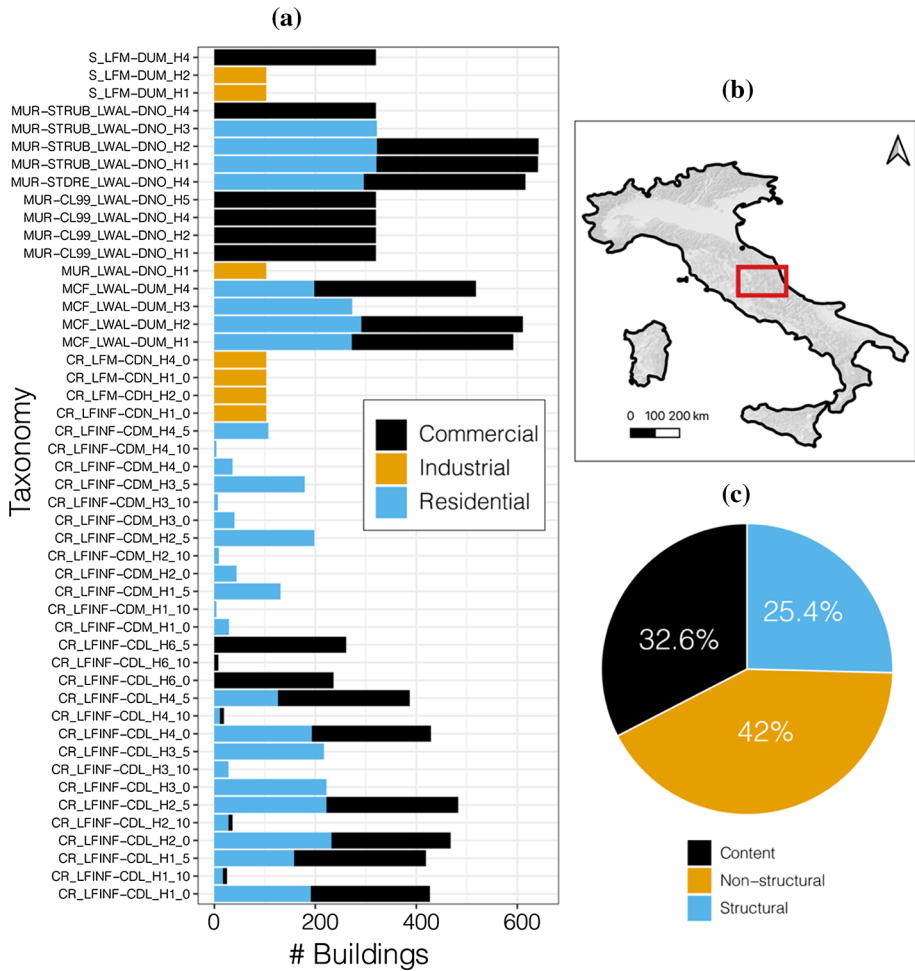 (a)
S_LFM-DUM_H4
S_LFM-DUM_H2
S_LFM-DUM_H1
MUR-STRUB_LWAL-DNO_H4
MUR-STRUB_LWAL-DNO_H3
MUR-STRUB_LWAL-DNO_H2
MUR-STRUB_LWAL-DNO_H1
MUR-STDRE_LWAL-DNO_H4
MUR-CL99_LWAL-DNO_H5
MUR-CL99_LWAL-DNO_H4
MUR-CL99_LWAL-DNO_H2
MUR-CL99_LWAL-DNO_H1
MUR_LWAL-DNO_H1
MCF_LWAL-DUM_H4
MCF_LWAL-DUM_H3
MCF_LWAL-DUM_H2
MCF_LWAL-DUM_H1
CR_LFM-CDN_H4_0
CR_LFM-CDN_H1_0
CR_LFM-CDH_H2_0
CR_LFINF-CDN_H1_0
CR_LFINF-CDM_H4_5
CR_LFINF-CDM_H4_10
CR_LFINF-CDM_H4_0
CR_LFINF-CDM_H3_5
CR_LFINF-CDM_H3_10
CR_LFINF-CDM_H3_0
CR_LFINF-CDM_H2_5
CR_LFINF-CDM_H2_10
CR_LFINF-CDM_H2_0
CR_LFINF-CDM_H1_5
CR_LFINF-CDM_H1_10
CR_LFINF-CDM_H1_0
CR_LFINF-CDL_H6_5
CR_LFINF-CDL_H6_10
CR_LFINF-CDL_H6_0
CR_LFINF-CDL_H4_5
CR_LFINF-CDL_H4_10
CR_LFINF-CDL_H4_0
CR_LFINF-CDL_H3_5
CR_LFINF-CDL_H3_10
CR_LFINF-CDL_H3_0
CR_LFINF-CDL_H2_5
CR_LFINF-CDL_H2_10
CR_LFINF-CDL_H2_0
CR_LFINF-CDL_H1_5
CR_LFINF-CDL_H1_10
CR_LFINF-CDL_H1_0
Taxonomy
0 200 400 600
# Buildings
Commercial
Industrial
Residential
(b)
0 100 200 km
(c)
25.4%
32.6%
42%
Content
Non-structural
Structural